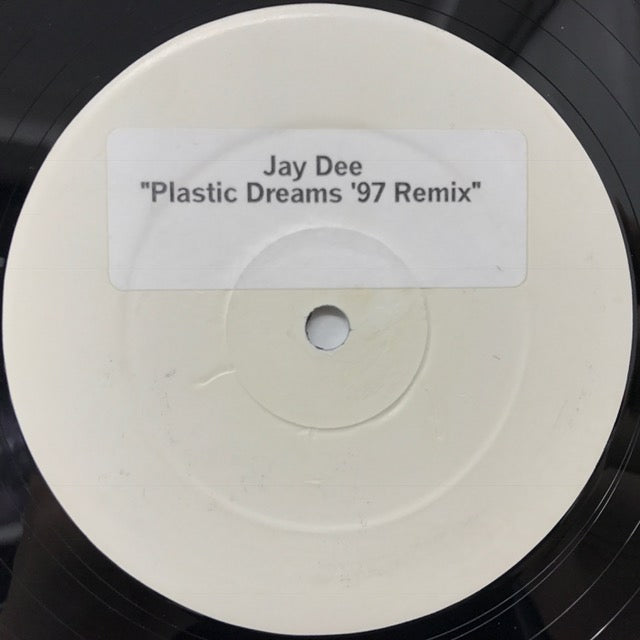 Jay Dee
"Plastic Dreams '97 Remix"